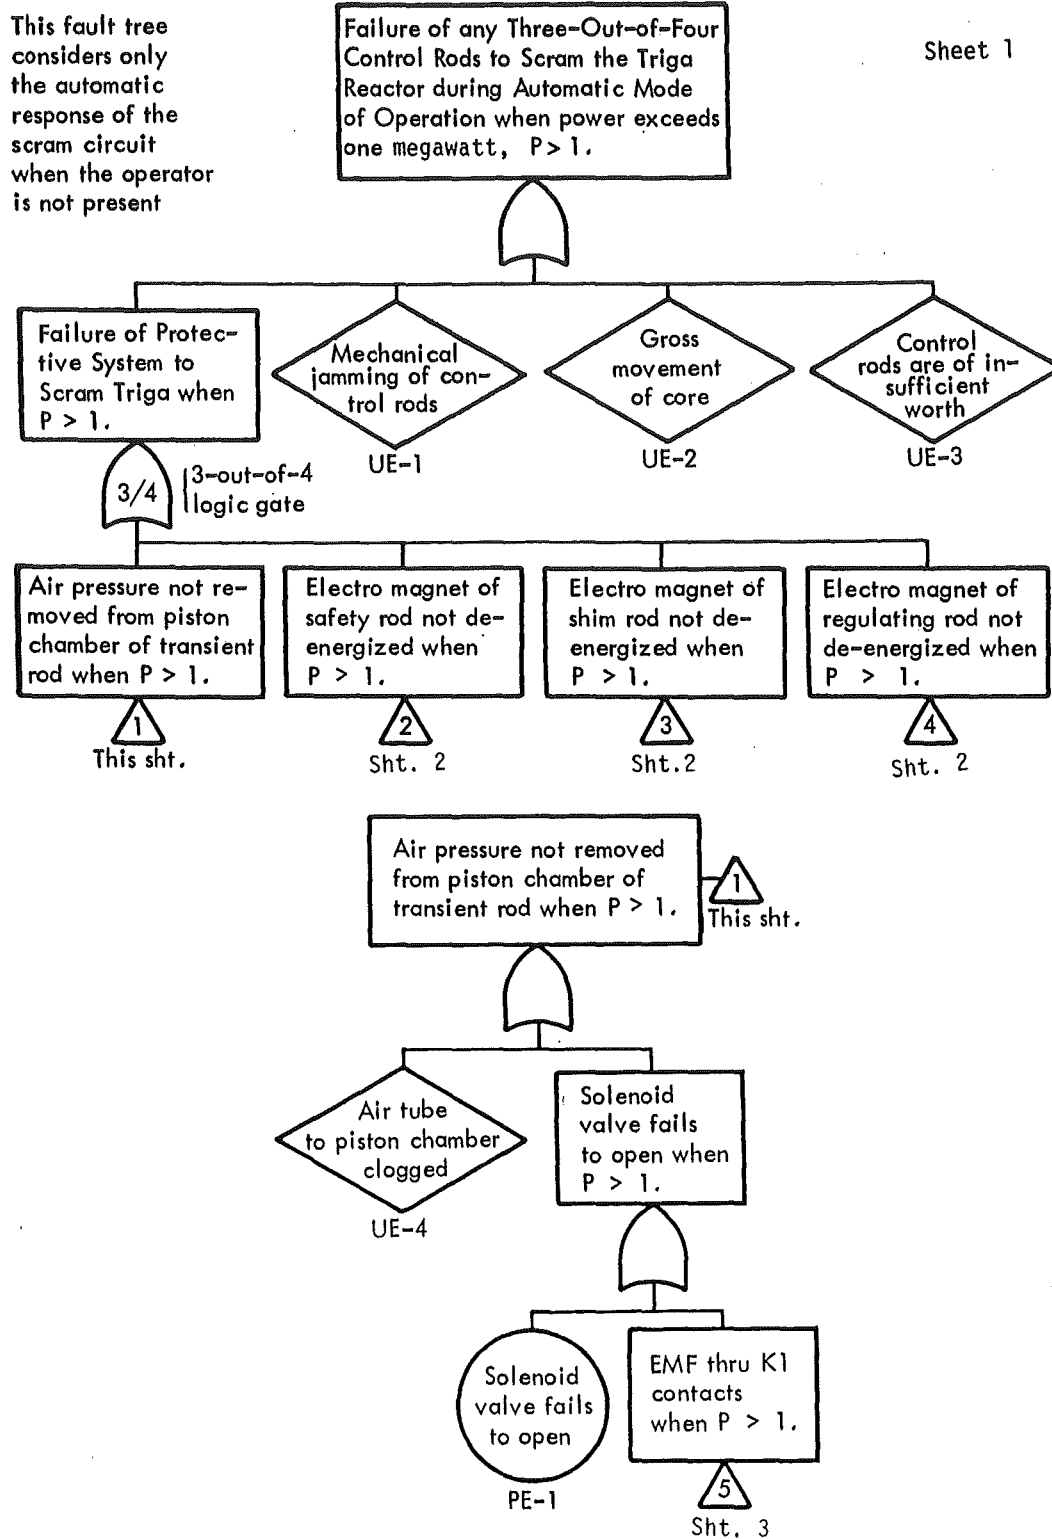 This fault tree
considers only
the automatic
response of the
scram circuit
when the operator
is not present
Failure of any Three-Out-of-Four
Control Rods to Scram the Triga
Reactor during Automatic Mode
of Operation when power exceeds
one megawatt, P > 1.
Sheet 1
Failure of Protec-
tive System to
Scram Triga when
P > 1.
Mechanical
jamming of con-
trol rods
UE-1
Gross
movement
of core
UE-2
Control
rods are of in-
sufficient
worth
UE-3
3/4
3-out-of-4
logic gate
Air pressure not re-
moved from piston
chamber of transient
rod when P > 1.
1
This sht.
Electro magnet of
safety rod not de-
energized when
P > 1.
2
Sht. 2
Electro magnet of
shim rod not de-
energized when
P > 1.
3
Sht.2
Electro magnet of
regulating rod not
de-energized when
P > 1.
4
Sht. 2
Air pressure not removed
from piston chamber of
transient rod when P > 1.
1
This sht.
Air tube
to piston chamber
clogged
UE-4
Solenoid
valve fails
to open when
P > 1.
Solenoid
valve fails
to open
PE-1
EMF thru K1
contacts
when P > 1.
5
Sht. 3